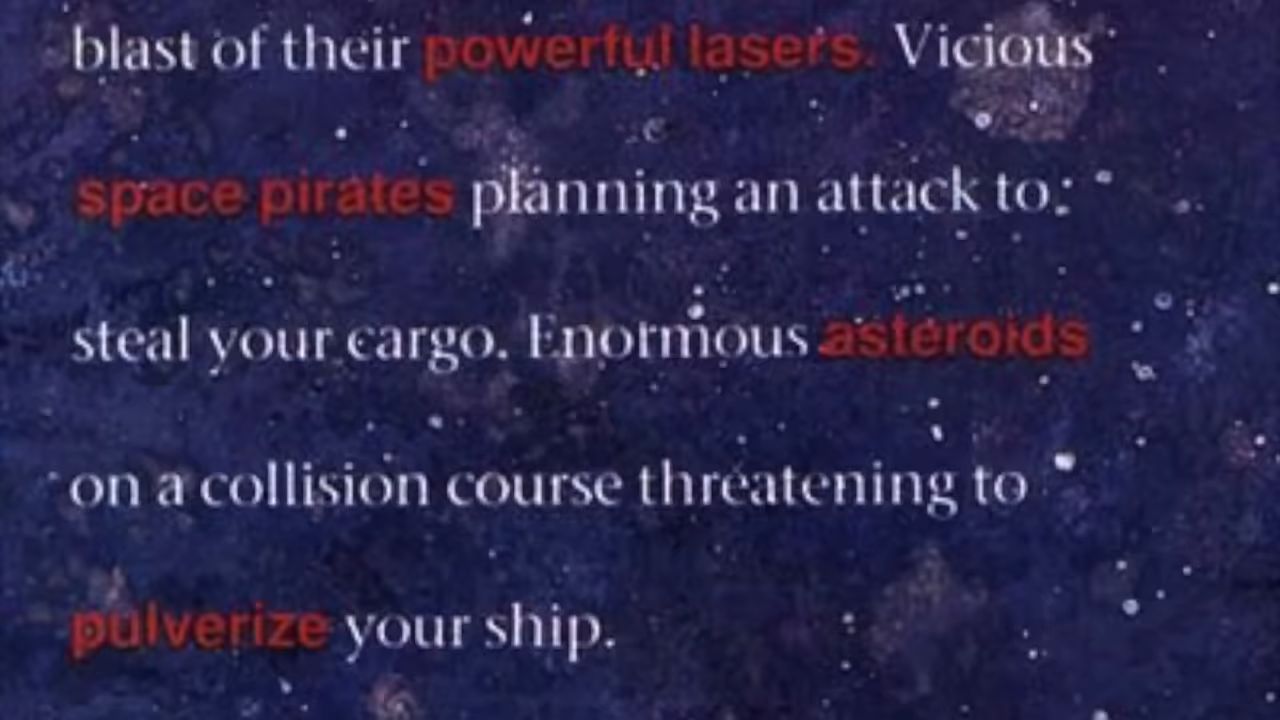 blast of their powerful lasers. Vicious
space pirates planning an attack to
steal your cargo. Enormous asteroids
on a collision course threatening to
pulverize your ship.